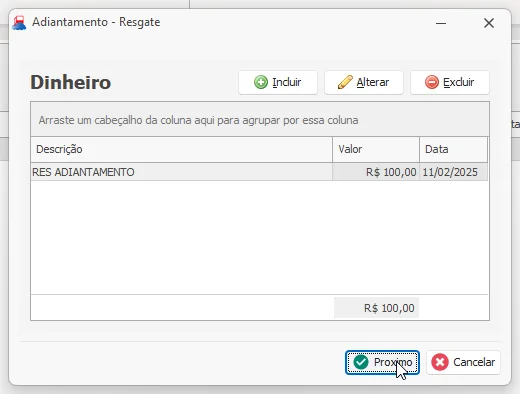 Adiantamento - Resgate
Dinheiro
Incluir
Alterar
Excluir
Arraste um cabeçalho da coluna aqui para agrupar por essa coluna
Descrição Valor Data
RES ADIANTAMENTO R$ 100,00 11/02/2025
R$ 100,00
Proximo
Cancelar
ta